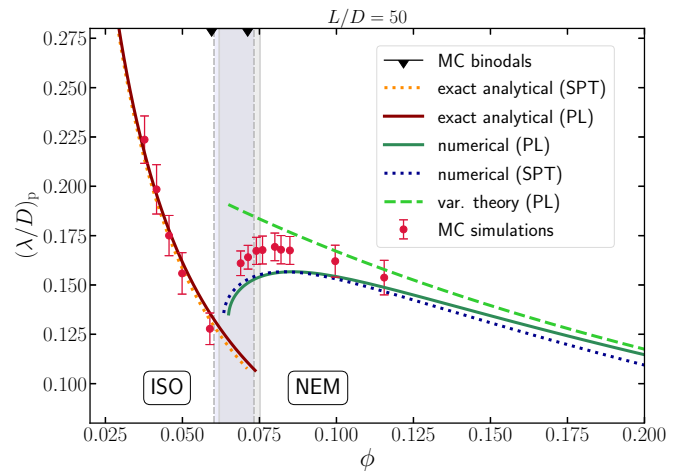 L/D = 50
0.275
0.250
0.225
0.200
0.175
0.150
0.125
0.100
(λ/D)p
MC binodals
exact analytical (SPT)
exact analytical (PL)
numerical (PL)
numerical (SPT)
var. theory (PL)
MC simulations
ISO
NEM
0.025 0.050 0.075 0.100 0.125 0.150 0.175 0.200
ϕ